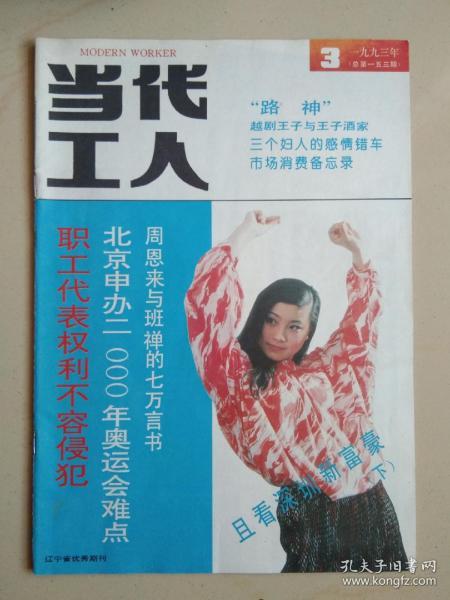 MODERN WORKER
当代
工人
3
一九九三年
(总第一五三期)
“路 神”
越剧王子与王子酒家
三个妇人的感情错车
市场消费备忘录
周恩来与班禅的七万言书
北京申办二〇〇〇年奥运会难点
职工代表权利不容侵犯
且看深圳新富豪
(下)
辽宁省优秀期刊
孔夫子旧书网
www.kongfz.com